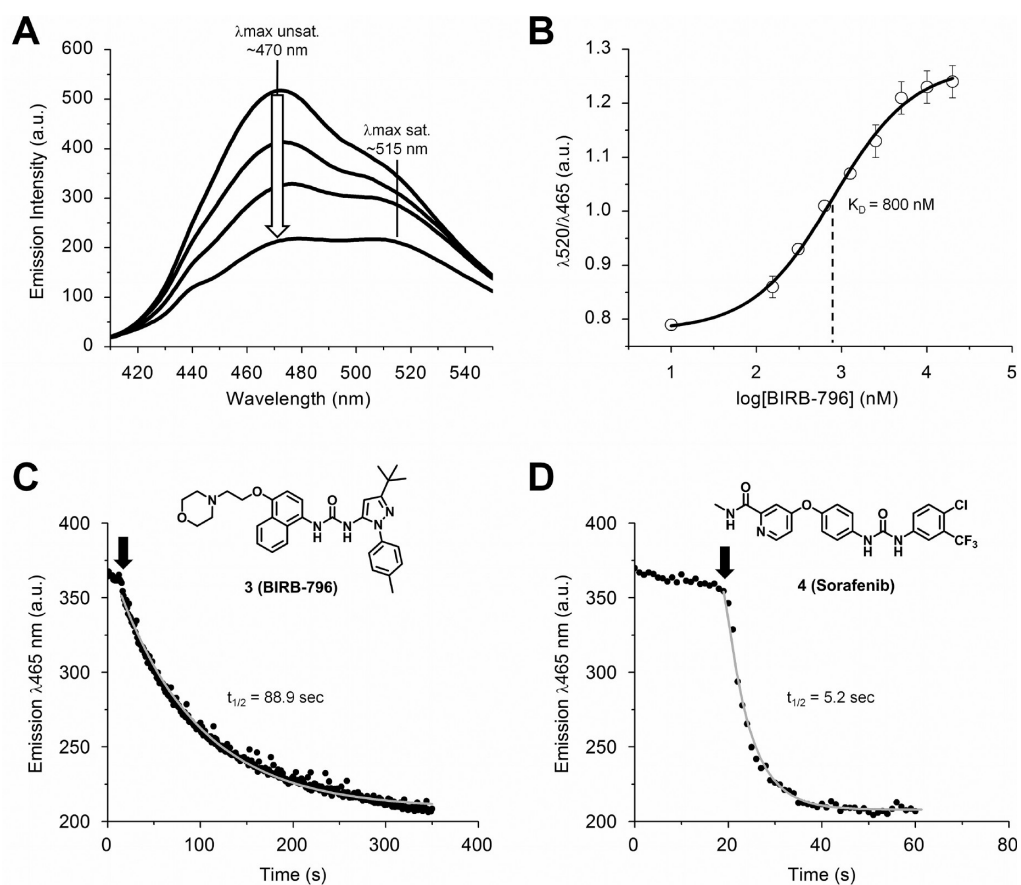 A
λmax unsat.
~470 nm
λmax sat.
~515 nm
600
500
400
300
200
100
0
420 440 460 480 500 520 540
Emission Intensity (a.u.)
Wavelength (nm)
B
1.3
1.2
1.1
1.0
0.9
0.8
1 2 3 4 5
K_D = 800 nM
λ520/λ465 (a.u.)
log[BIRB-796] (nM)
C
400
350
300
250
200
0 100 200 300 400
Emission λ465 nm (a.u.)
Time (s)
O
N
O
O
N
H
N
H
N
N
3 (BIRB-796)
t1/2 = 88.9 sec
D
400
350
300
250
200
0 20 40 60 80
Emission λ465 nm (a.u.)
Time (s)
O
N
H
N
O
O
N
H
N
H
Cl
CF3
4 (Sorafenib)
t1/2 = 5.2 sec